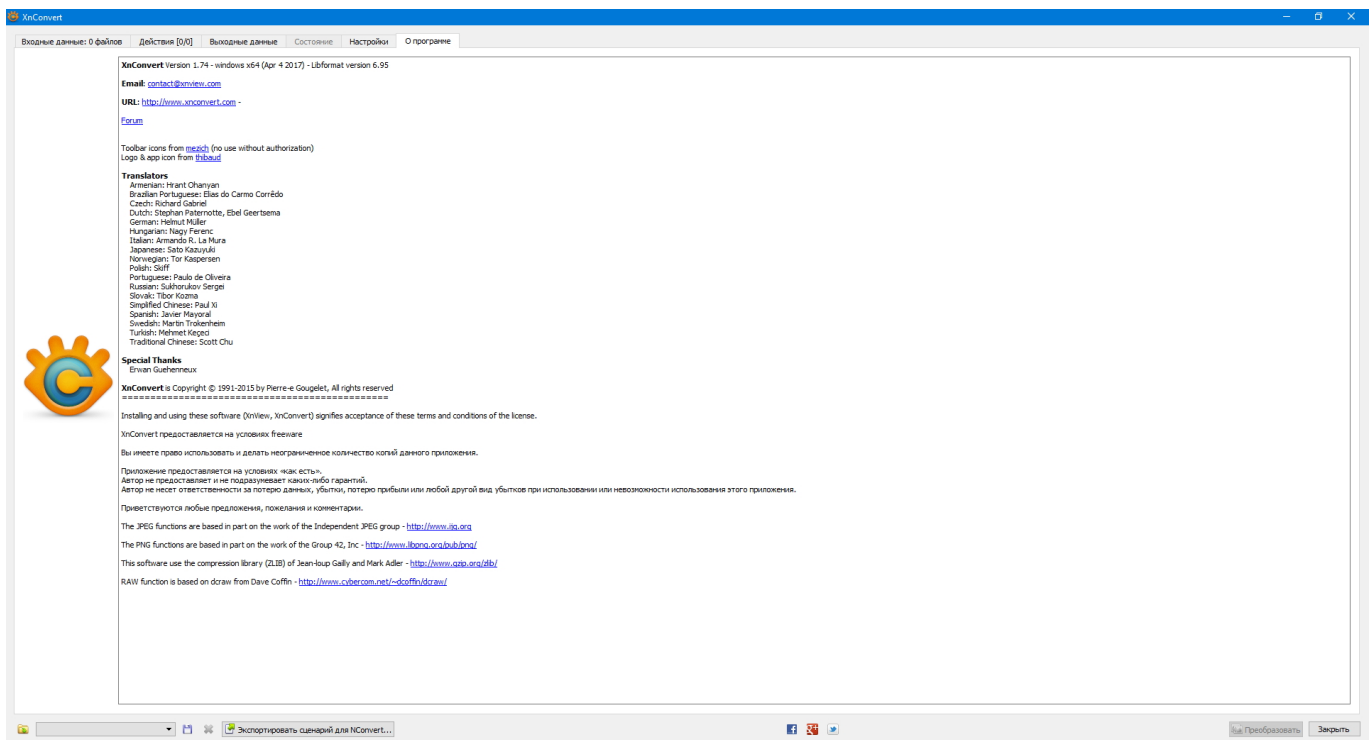 XnConvert
Входные данные: 0 файлов Действия [0/0] Выходные данные Состояние Настройки О программе
XnConvert Version 1.74 - windows x64 (Apr 4 2017) - Libformat version 6.95
Email: contact@xnview.com
URL: http://www.xnconvert.com -
Forum
Toolbar icons from mezich (no use without authorization)
Logo & app icon from thibaud
Translators
Armenian: Hrant Ohanyan
Brazilian Portuguese: Elias do Carmo Corrêdo
Czech: Richard Gabriel
Dutch: Stephan Paternotte, Ebel Geertsema
German: Helmut Müller
Hungarian: Nagy Ferenc
Italian: Armando R. La Mura
Japanese: Sato Kazuyuki
Norwegian: Tor Kaspersen
Polish: Skiff
Portuguese: Paulo de Oliveira
Russian: Sukhorukov Sergei
Slovak: Tibor Kozma
Simplified Chinese: Paul Xi
Spanish: Javier Mayoral
Swedish: Martin Trokenheim
Turkish: Mehmet Keçeci
Traditional Chinese: Scott Chu
Special Thanks
Erwan Guehenneux
XnConvert is Copyright © 1991-2015 by Pierre-e Gougelet, All rights reserved
================================================
Installing and using these software (XnView, XnConvert) signifies acceptance of these terms and conditions of the license.
XnConvert предоставляется на условиях freeware
Вы имеете право использовать и делать неограниченное количество копий данного приложения.
Приложение предоставляется на условиях «как есть».
Автор не предоставляет и не подразумевает каких-либо гарантий.
Автор не несет ответственности за потерю данных, убытки, потерю прибыли или любой другой вид убытков при использовании или невозможности использования этого приложения.
Приветствуются любые предложения, пожелания и комментарии.
The JPEG functions are based in part on the work of the Independent JPEG group - http://www.ijg.org
The PNG functions are based in part on the work of the Group 42, Inc - http://www.libpng.org/pub/png/
This software use the compression library (ZLIB) of Jean-loup Gailly and Mark Adler - http://www.gzip.org/zlib/
RAW function is based on dcraw from Dave Coffin - http://www.cybercom.net/~dcoffin/dcraw/
Экспортировать сценарий для NConvert... Преобразовать Закрыть